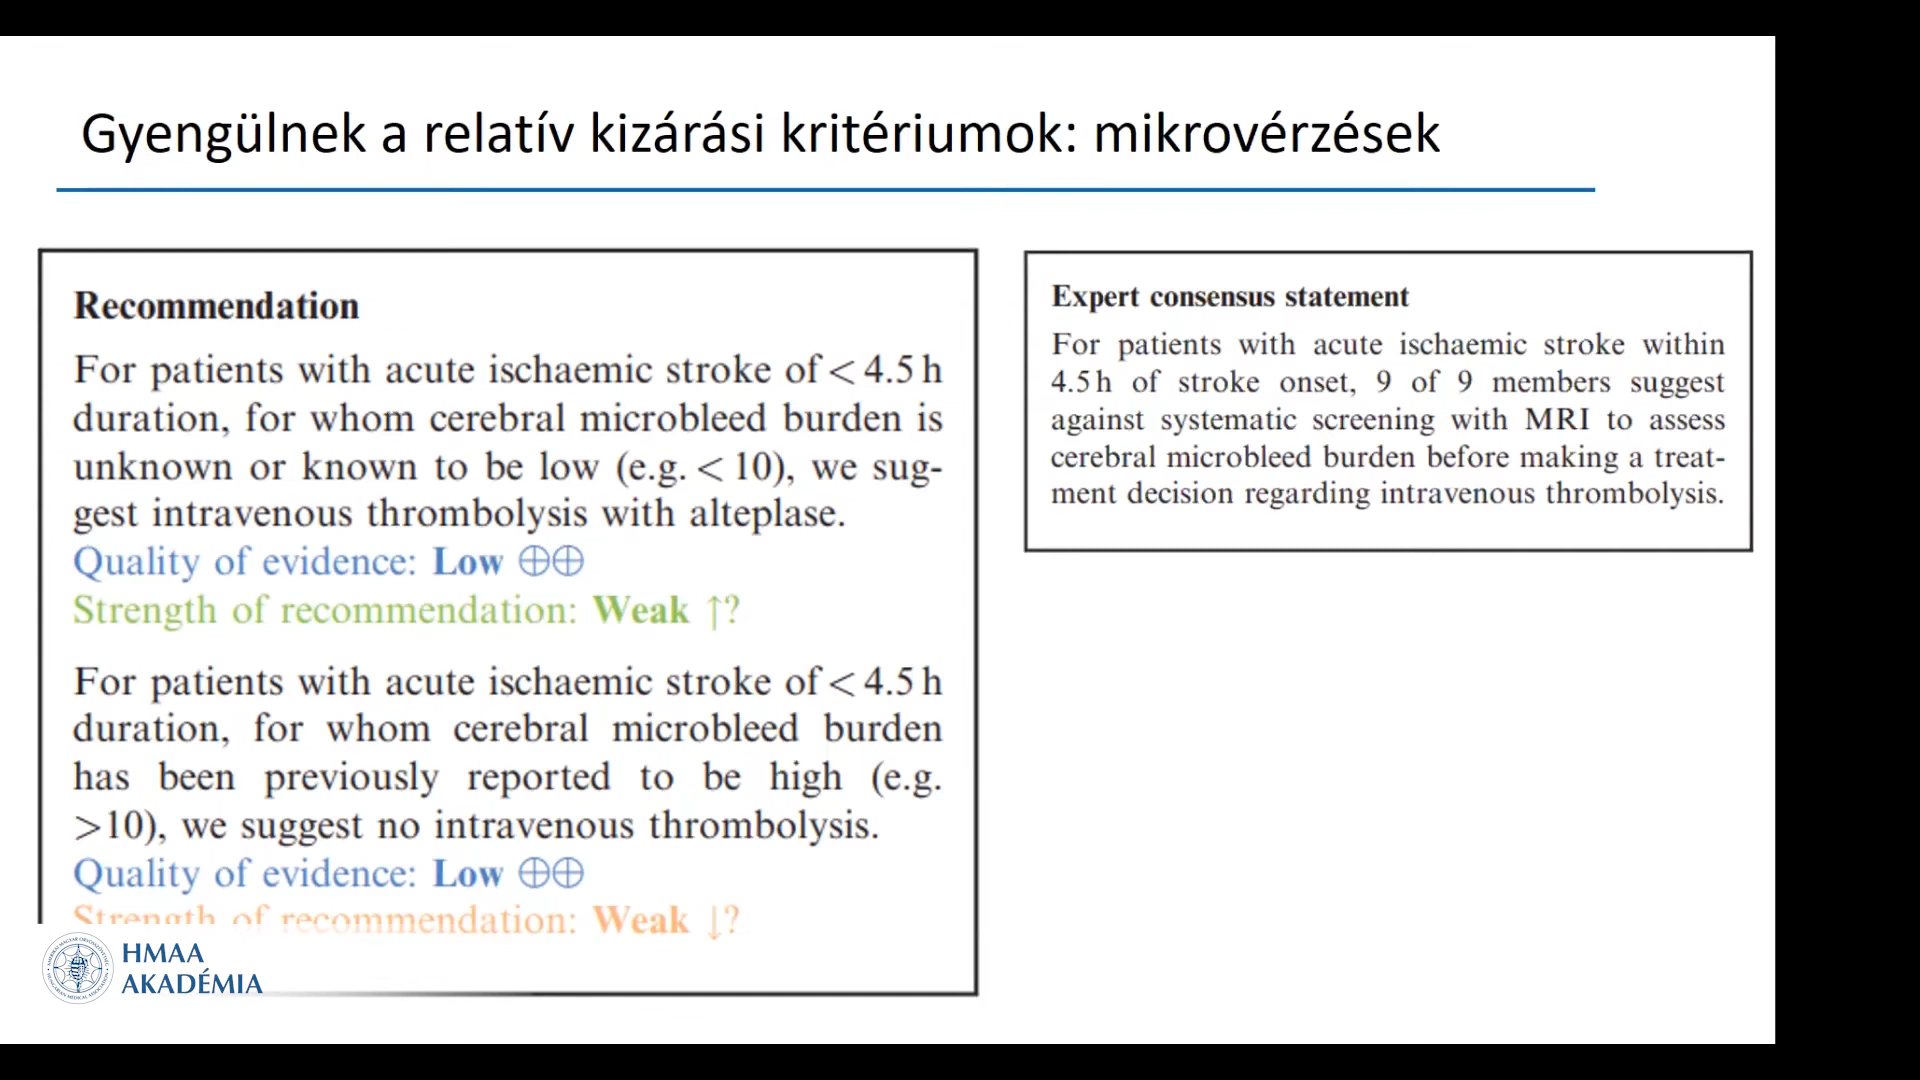 Gyengülnek a relatív kizárási kritériumok: mikrovérzések
Recommendation
For patients with acute ischaemic stroke of < 4.5 h
duration, for whom cerebral microbleed burden is
unknown or known to be low (e.g. < 10), we sug-
gest intravenous thrombolysis with alteplase.
Quality of evidence: Low ⊕⊕
Strength of recommendation: Weak ↑?
For patients with acute ischaemic stroke of < 4.5 h
duration, for whom cerebral microbleed burden
has been previously reported to be high (e.g.
>10), we suggest no intravenous thrombolysis.
Quality of evidence: Low ⊕⊕
Strength of recommendation: Weak ↓?
Expert consensus statement
For patients with acute ischaemic stroke within
4.5 h of stroke onset, 9 of 9 members suggest
against systematic screening with MRI to assess
cerebral microbleed burden before making a treat-
ment decision regarding intravenous thrombolysis.
HMAA
AKADÉMIA